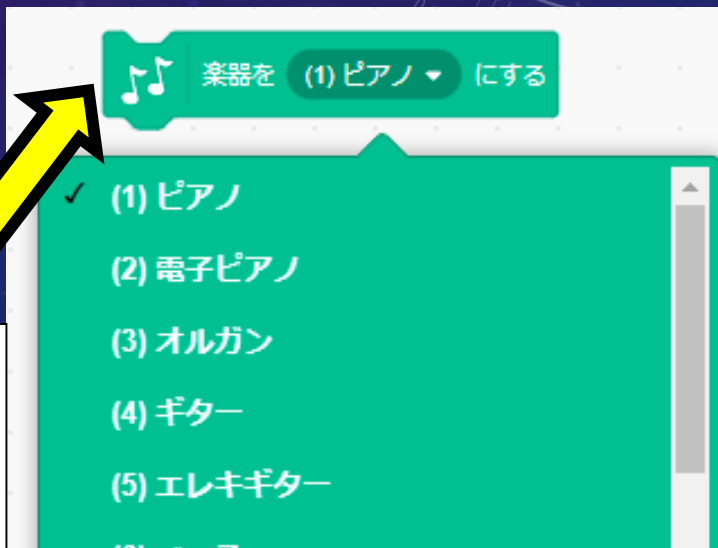 楽器を (1) ピアノ にする
(1) ピアノ
(2) 電子ピアノ
(3) オルガン
(4) ギター
(5) エレキギター